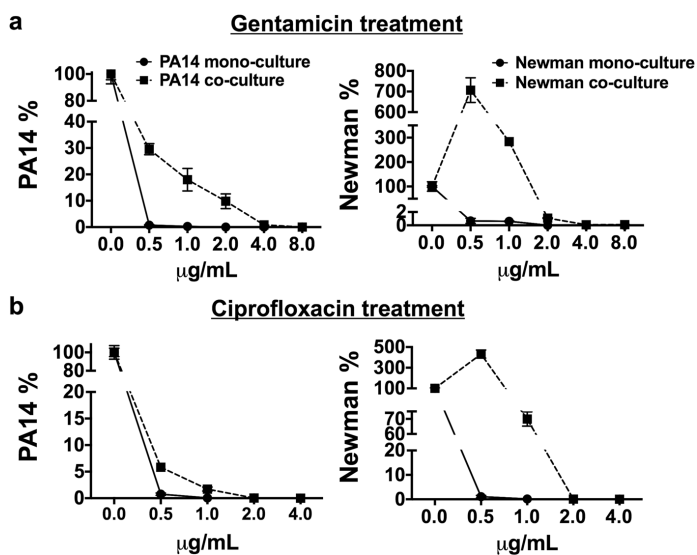 a
Gentamicin treatment
PA14 mono-culture
PA14 co-culture
PA14 %
100
80
40
30
20
10
0
0.0 0.5 1.0 2.0 4.0 8.0
μg/mL
Newman mono-culture
Newman co-culture
Newman %
800
700
600
300
200
100
2
0
0.0 0.5 1.0 2.0 4.0 8.0
μg/mL
b
Ciprofloxacin treatment
PA14 %
100
80
20
15
10
5
0
0.0 0.5 1.0 2.0 4.0
μg/mL
Newman %
500
300
100
70
60
20
10
0
0.0 0.5 1.0 2.0 4.0
μg/mL